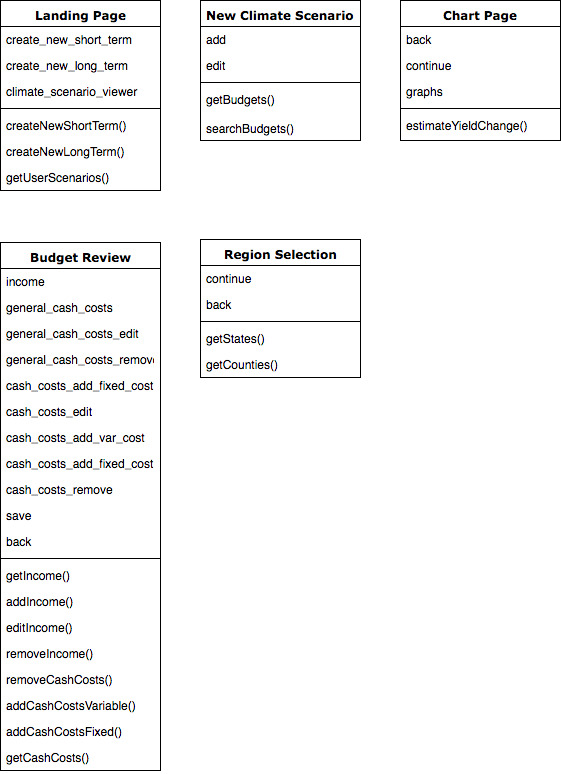 Landing Page
create_new_short_term
create_new_long_term
climate_scenario_viewer
createNewShortTerm()
createNewLongTerm()
getUserScenarios()
New Climate Scenario
add
edit
getBudgets()
searchBudgets()
Chart Page
back
continue
graphs
estimateYieldChange()
Budget Review
income
general_cash_costs
general_cash_costs_edit
general_cash_costs_remov
cash_costs_add_fixed_cost
cash_costs_edit
cash_costs_add_var_cost
cash_costs_add_fixed_cost
cash_costs_remove
save
back
getIncome()
addIncome()
editIncome()
removeIncome()
removeCashCosts()
addCashCostsVariable()
addCashCostsFixed()
getCashCosts()
Region Selection
continue
back
getStates()
getCounties()